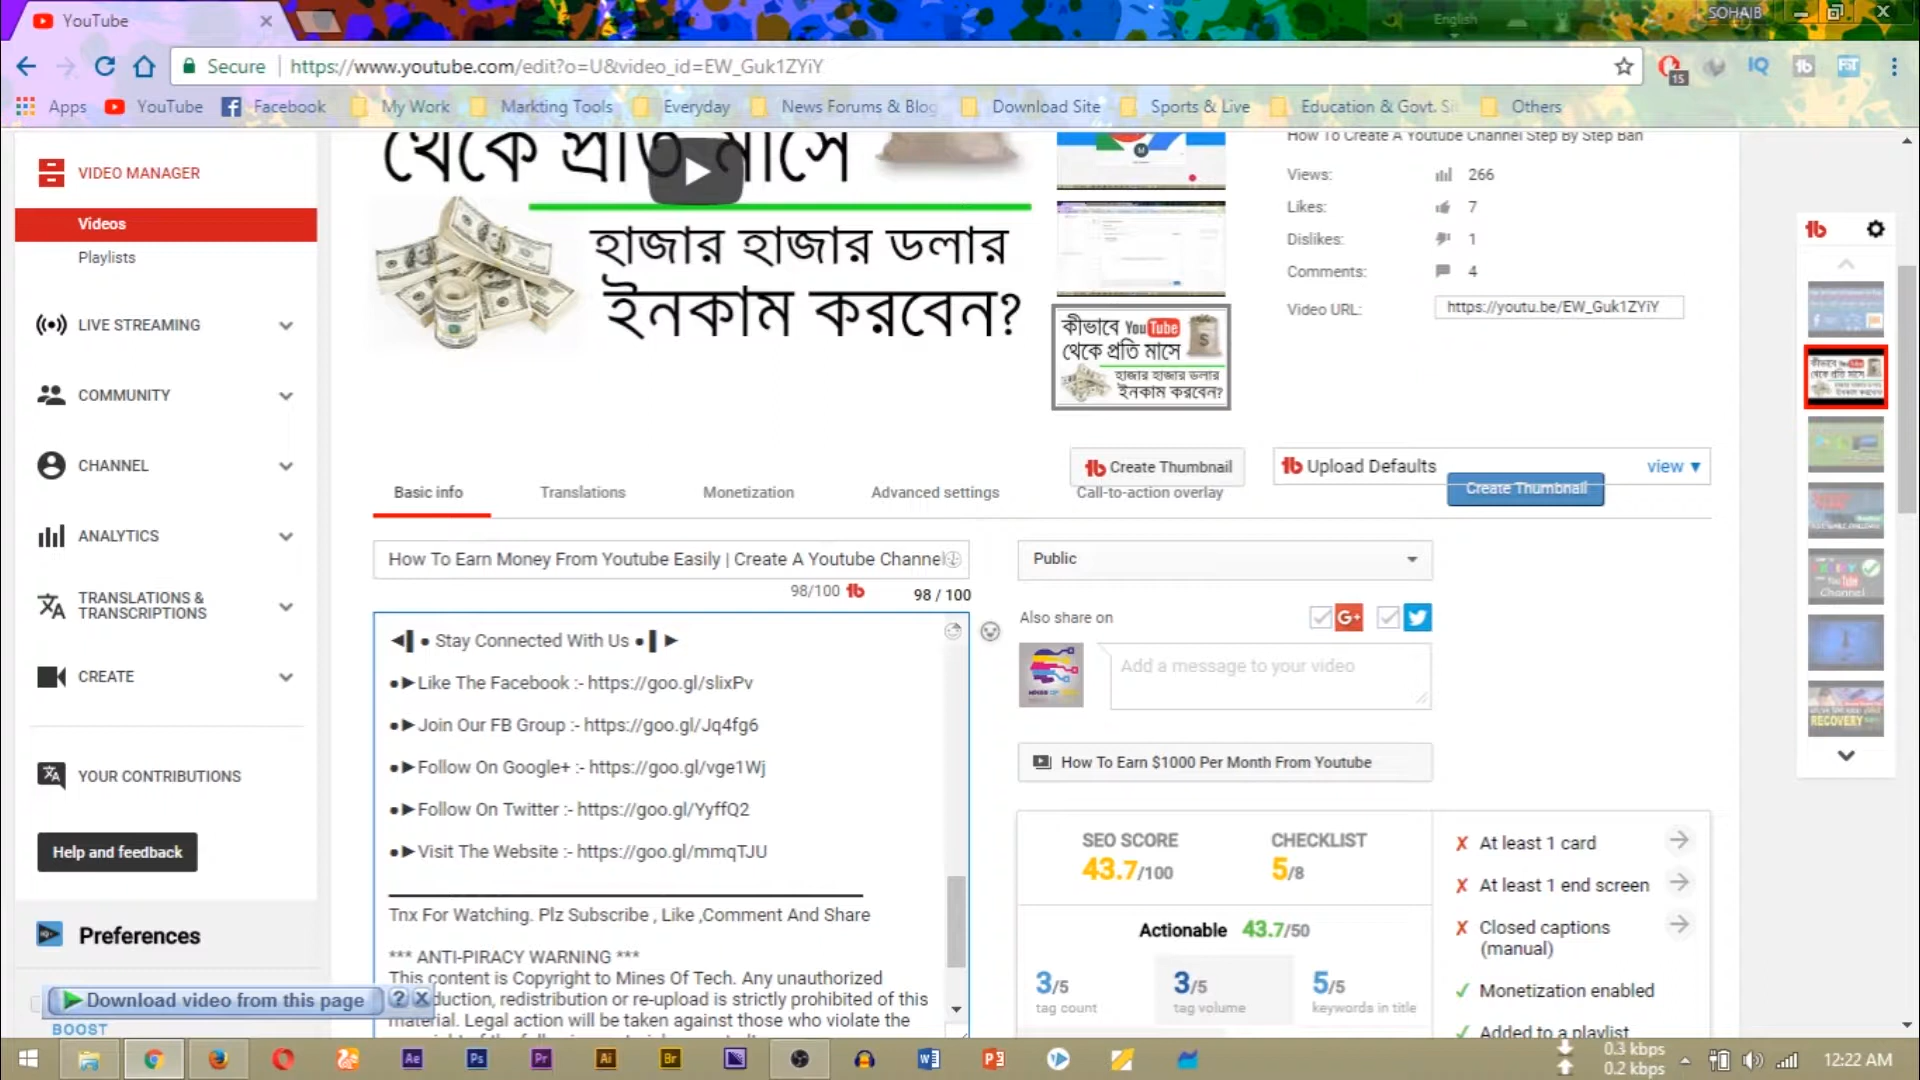 YouTube
English
SOHAIB
Secure
https://www.youtube.com/edit?o=U&video_id=EW_Guk1ZYiY
15
IQ
Apps YouTube Facebook My Work Markting Tools Everyday News Forums & Blog Download Site Sports & Live Education & Govt. Si Others
VIDEO MANAGER
Videos
Playlists
LIVE STREAMING
COMMUNITY
CHANNEL
ANALYTICS
TRANSLATIONS &
TRANSCRIPTIONS
CREATE
YOUR CONTRIBUTIONS
Help and feedback
Preferences
Download video from this page ? X
BOOST
থেকে প্রতি মাসে
হাজার হাজার ডলার
ইনকাম করবেন?
কীভাবে YouTube
থেকে প্রতি মাসে
হাজার হাজার ডলার
ইনকাম করবেন?
How To Create A Youtube Channel Step By Step Ban
Views: 266
Likes: 7
Dislikes: 1
Comments: 4
Video URL: https://youtu.be/EW_Guk1ZYiY
Create Thumbnail
Upload Defaults view ▼
Create Thumbnail
Basic info Translations Monetization Advanced settings Call-to-action overlay
How To Earn Money From Youtube Easily | Create A Youtube Channel
98/100 98 / 100
◄▌● Stay Connected With Us ●▐ ►
●►Like The Facebook :- https://goo.gl/slixPv
●►Join Our FB Group :- https://goo.gl/Jq4fg6
●►Follow On Google+ :- https://goo.gl/vge1Wj
●►Follow On Twitter :- https://goo.gl/YyffQ2
●►Visit The Website :- https://goo.gl/mmqTJU
Tnx For Watching. Plz Subscribe , Like ,Comment And Share
*** ANTI-PIRACY WARNING ***
This content is Copyright to Mines Of Tech. Any unauthorized
duction, redistribution or re-upload is strictly prohibited of this
material. Legal action will be taken against those who violate the
Public
Also share on
G+
Add a message to your video
How To Earn $1000 Per Month From Youtube
SEO SCORE
43.7/100
CHECKLIST
5/8
Actionable 43.7/50
3/5
tag count
3/5
tag volume
5/5
keywords in title
✗ At least 1 card
✗ At least 1 end screen
✗ Closed captions
(manual)
✓ Monetization enabled
✓ Added to a playlist
YouTube
Channel
RECOVERY
Ae Ps Pr Ai Br
0.3 kbps
0.2 kbps
12:22 AM